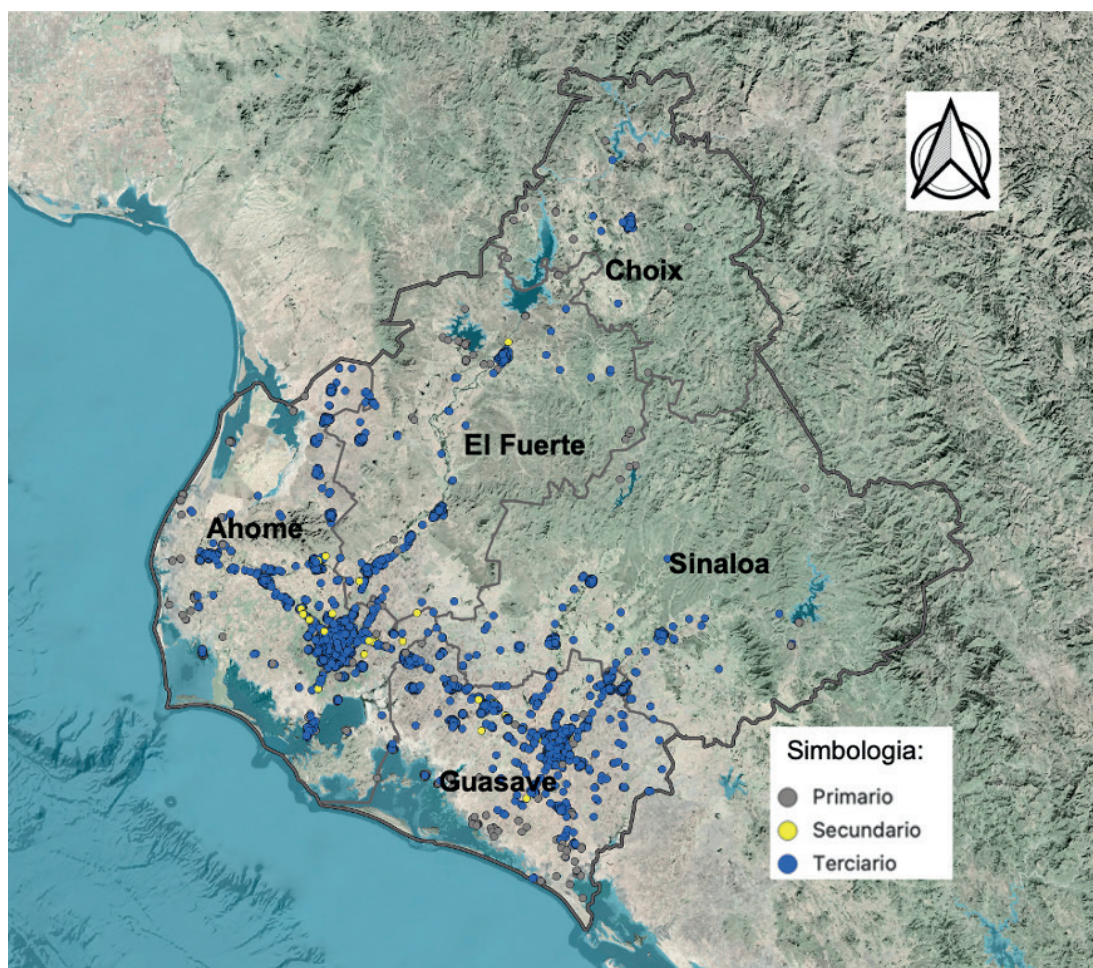 Choix
El Fuerte
Ahome
Sinaloa
Guasave
Simbologia:
Primario
Secundario
Terciario